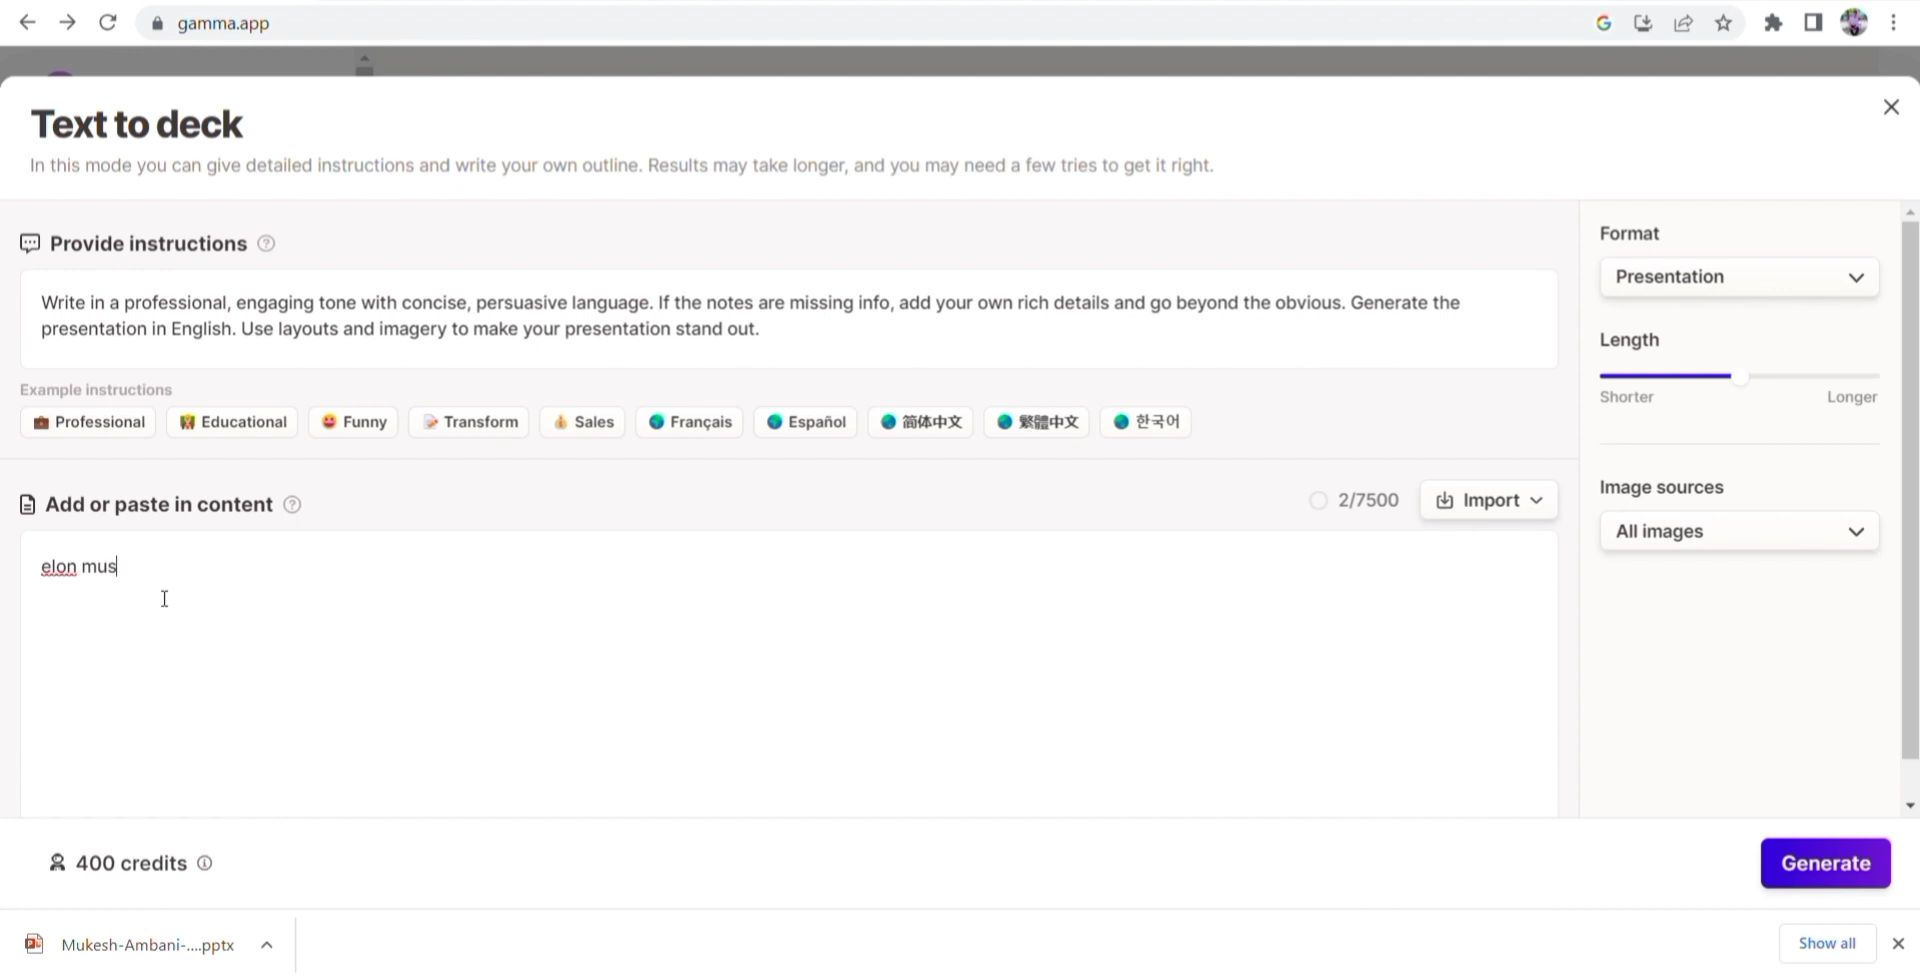 gamma.app
Text to deck
In this mode you can give detailed instructions and write your own outline. Results may take longer, and you may need a few tries to get it right.
Provide instructions
Write in a professional, engaging tone with concise, persuasive language. If the notes are missing info, add your own rich details and go beyond the obvious. Generate the
presentation in English. Use layouts and imagery to make your presentation stand out.
Example instructions
Professional Educational Funny Transform Sales Français Español 简体中文 繁體中文 한국어
Add or paste in content
2/7500 Import
elon mus
Format
Presentation
Length
Shorter Longer
Image sources
All images
400 credits
Generate
Mukesh-Ambani-....pptx
Show all